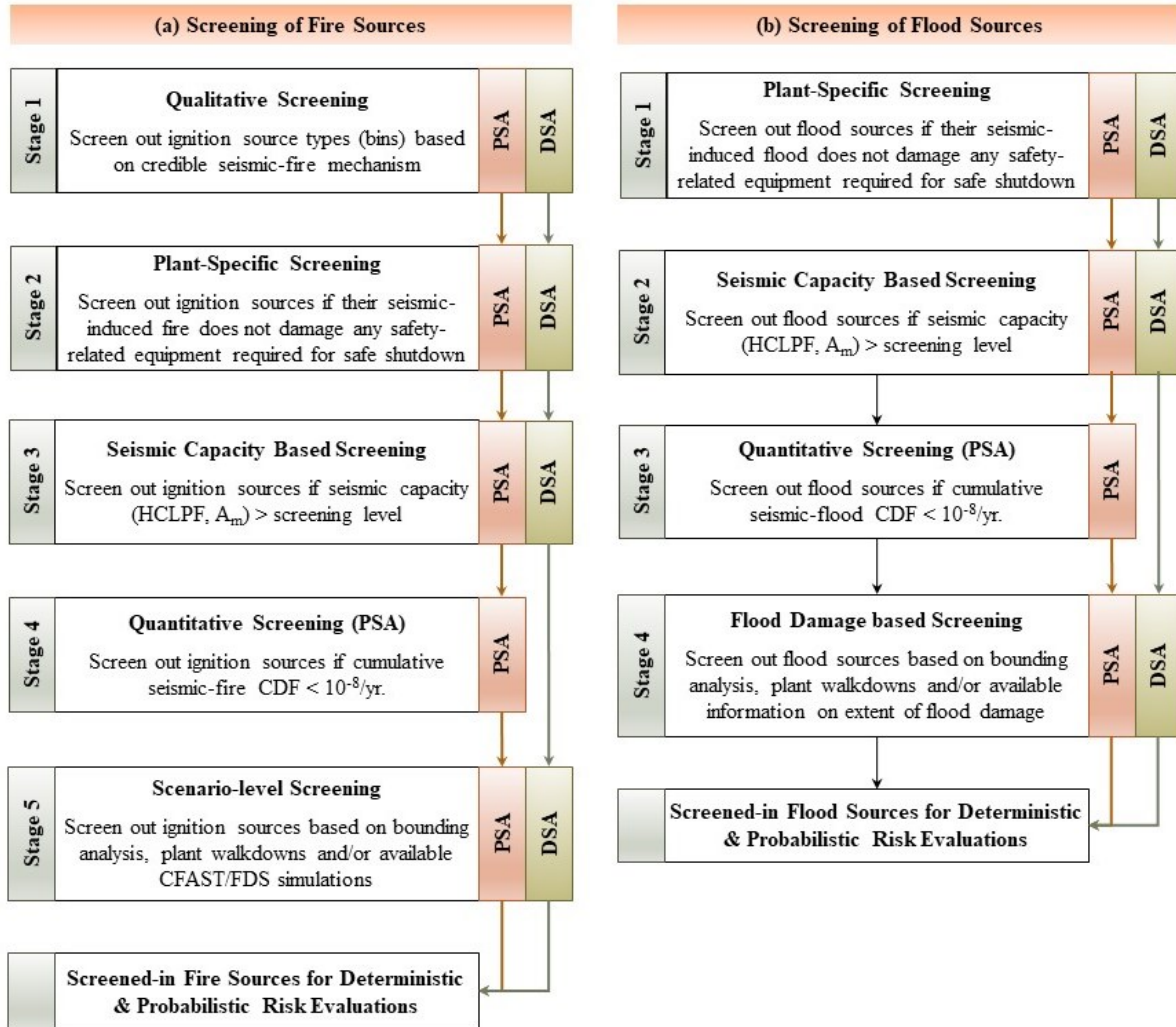 (a) Screening of Fire Sources
Stage 1
Qualitative Screening
Screen out ignition source types (bins) based
on credible seismic-fire mechanism
PSA
DSA
Stage 2
Plant-Specific Screening
Screen out ignition sources if their seismic-
induced fire does not damage any safety-
related equipment required for safe shutdown
PSA
DSA
Stage 3
Seismic Capacity Based Screening
Screen out ignition sources if seismic capacity
(HCLPF, Am) > screening level
PSA
DSA
Stage 4
Quantitative Screening (PSA)
Screen out ignition sources if cumulative
seismic-fire CDF < 10⁻⁸/yr.
PSA
Stage 5
Scenario-level Screening
Screen out ignition sources based on bounding
analysis, plant walkdowns and/or available
CFAST/FDS simulations
PSA
DSA
Screened-in Fire Sources for Deterministic
& Probabilistic Risk Evaluations
(b) Screening of Flood Sources
Stage 1
Plant-Specific Screening
Screen out flood sources if their seismic-
induced flood does not damage any safety-
related equipment required for safe shutdown
PSA
DSA
Stage 2
Seismic Capacity Based Screening
Screen out flood sources if seismic capacity
(HCLPF, Am) > screening level
PSA
DSA
Stage 3
Quantitative Screening (PSA)
Screen out flood sources if cumulative
seismic-flood CDF < 10⁻⁸/yr.
PSA
Stage 4
Flood Damage based Screening
Screen out flood sources based on bounding
analysis, plant walkdowns and/or available
information on extent of flood damage
PSA
DSA
Screened-in Flood Sources for Deterministic
& Probabilistic Risk Evaluations